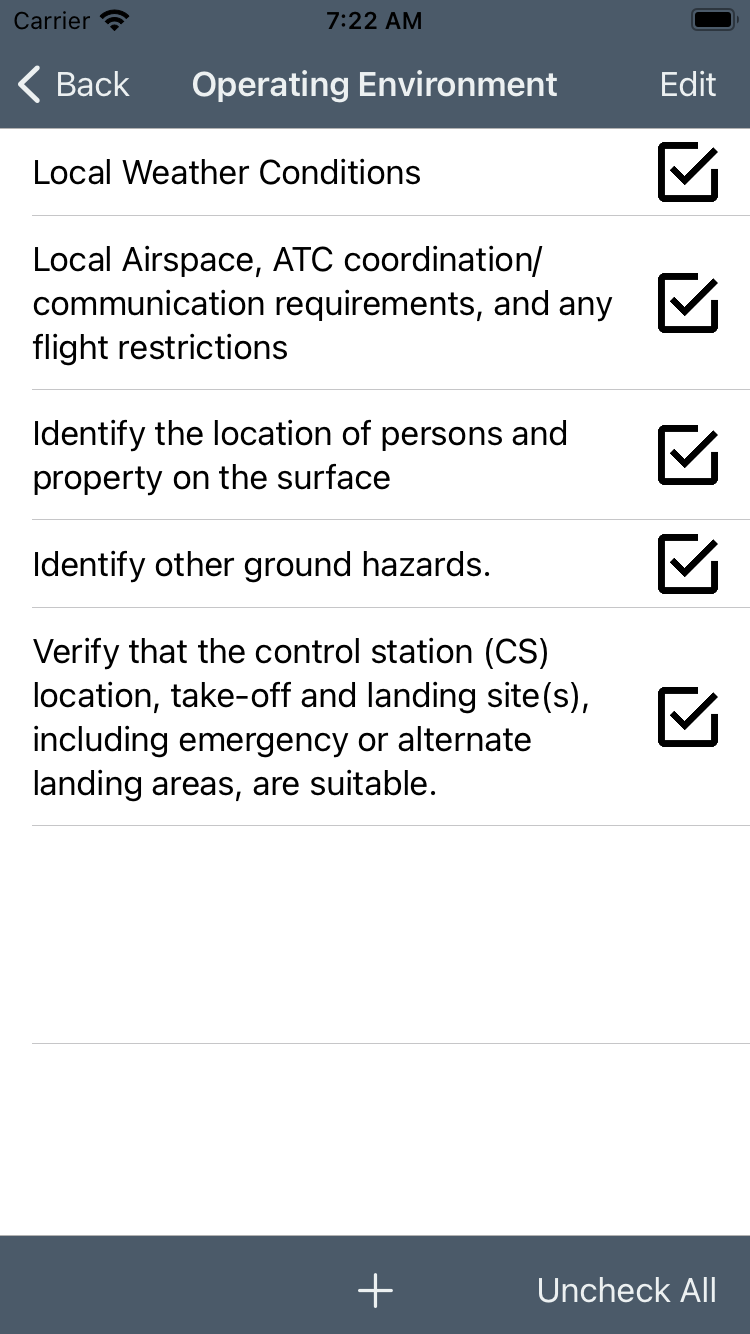 Carrier 7:22 AM
Back Operating Environment Edit
Local Weather Conditions
Local Airspace, ATC coordination/
communication requirements, and any
flight restrictions
Identify the location of persons and
property on the surface
Identify other ground hazards.
Verify that the control station (CS)
location, take-off and landing site(s),
including emergency or alternate
landing areas, are suitable.
Uncheck All